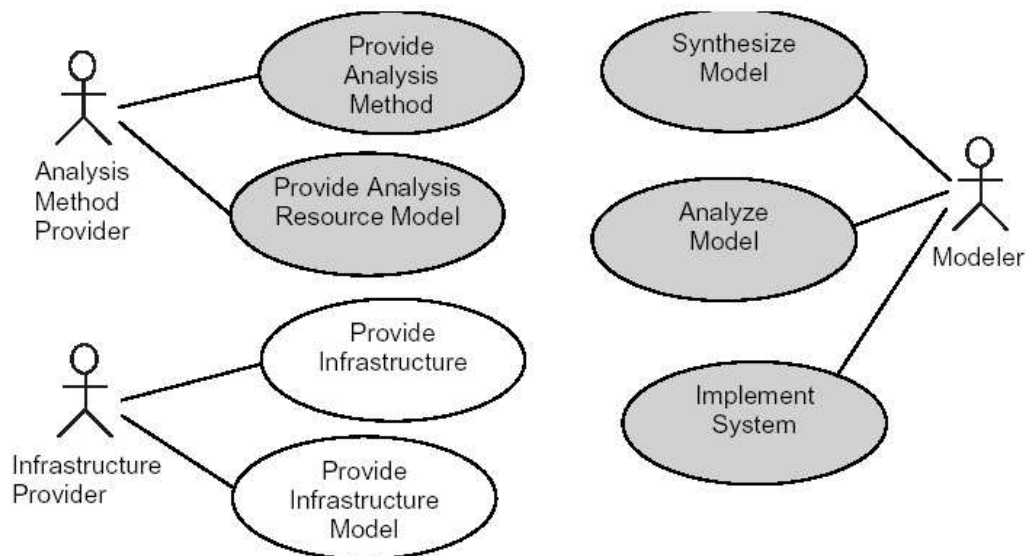 Provide
Analysis
Method
Analysis
Method
Provider
Provide Analysis
Resource Model
Provide
Infrastructure
Infrastructure
Provider
Provide
Infrastructure
Model
Synthesize
Model
Analyze
Model
Modeler
Implement
System